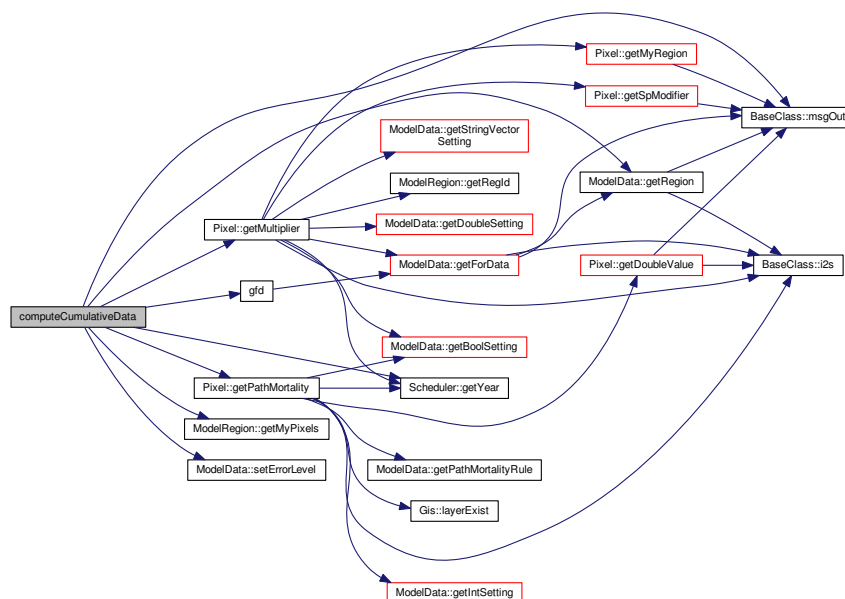 Pixel::getMyRegion
Pixel::getSpModifier
BaseClass::msgOut
ModelData::getStringVector
Setting
ModelData::getRegion
ModelRegion::getRegId
Pixel::getMultiplier
ModelData::getDoubleSetting
ModelData::getForData
Pixel::getDoubleValue
BaseClass::i2s
gfd
computeCumulativeData
ModelData::getBoolSetting
Pixel::getPathMortality
Scheduler::getYear
ModelRegion::getMyPixels
ModelData::setErrorLevel
ModelData::getPathMortalityRule
Gis::layerExist
ModelData::getIntSetting